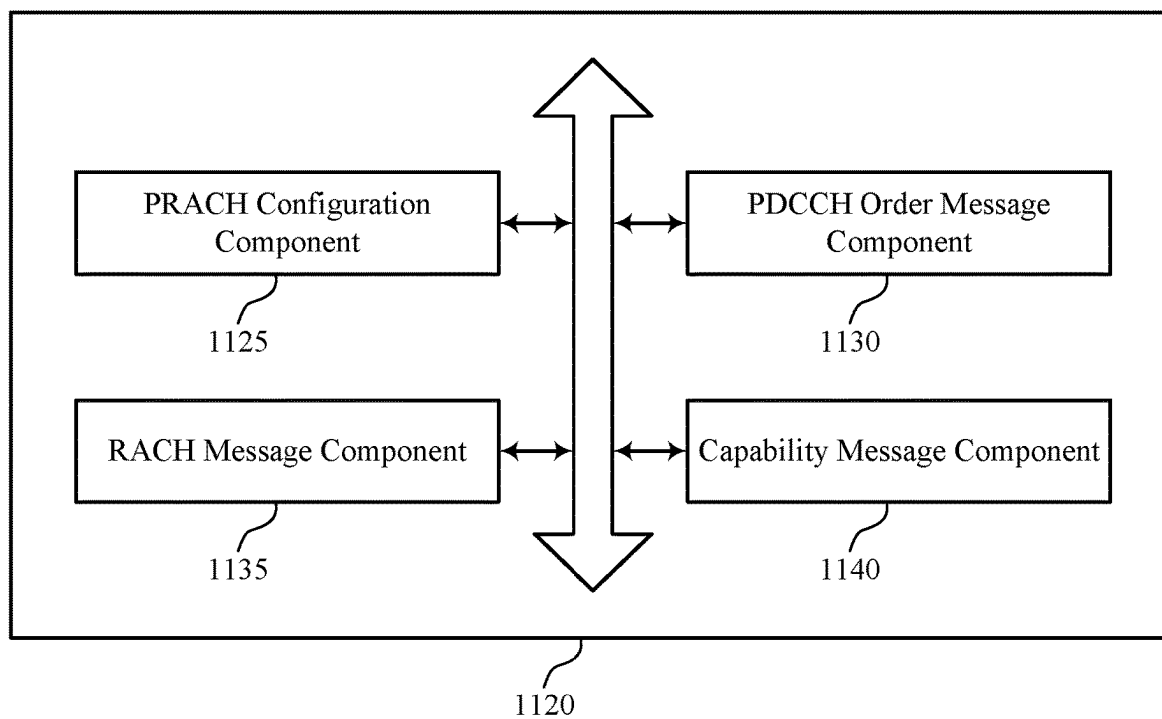 PRACH Configuration
Component
1125
PDCCH Order Message
Component
1130
RACH Message Component
1135
Capability Message Component
1140
1120